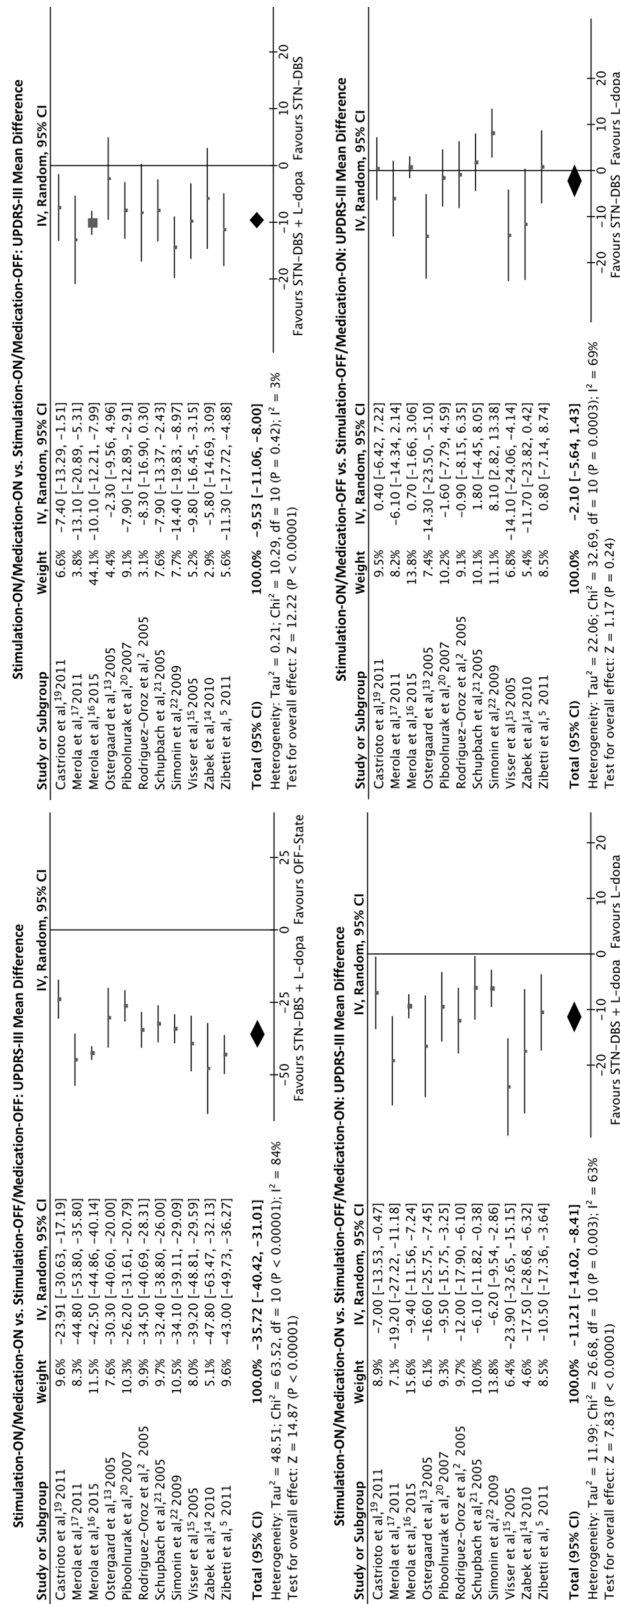 Stimulation-ON/Medication-ON vs. Stimulation-OFF/Medication-OFF: UPDRS-III Mean Difference
Study or Subgroup Weight IV, Random, 95% CI IV, Random, 95% CI
Castrioto et al,19 2011 9.6% −23.91 [−30.63, −17.19]
Merola et al,17 2011 8.3% −44.80 [−53.80, −35.80]
Merola et al,16 2015 11.5% −42.50 [−44.86, −40.14]
Ostergaard et al,13 2005 7.6% −30.30 [−40.60, −20.00]
Piboolnurak et al,20 2007 10.3% −26.20 [−31.61, −20.79]
Rodriguez−Oroz et al,2 2005 9.9% −34.50 [−40.69, −28.31]
Schupbach et al,21 2005 9.7% −32.40 [−38.80, −26.00]
Simonin et al,22 2009 10.5% −34.10 [−39.11, −29.09]
Visser et al,15 2005 8.0% −39.20 [−48.81, −29.59]
Zabek et al,14 2010 5.1% −47.80 [−63.47, −32.13]
Zibetti et al,5 2011 9.6% −43.00 [−49.73, −36.27]
Total (95% CI) 100.0% −35.72 [−40.42, −31.01]
Heterogeneity: Tau2 = 48.51; Chi2 = 63.52, df = 10 (P < 0.00001); I2 = 84%
Test for overall effect: Z = 14.87 (P < 0.00001)
−50 −25 0 25
Favours STN−DBS + L−dopa Favours OFF−State
Stimulation-ON/Medication-ON vs. Stimulation-ON/Medication-OFF: UPDRS-III Mean Difference
Study or Subgroup Weight IV, Random, 95% CI IV, Random, 95% CI
Castrioto et al,19 2011 6.6% −7.40 [−13.29, −1.51]
Merola et al,17 2011 3.8% −13.10 [−20.89, −5.31]
Merola et al,16 2015 44.1% −10.10 [−12.21, −7.99]
Ostergaard et al,13 2005 4.4% −2.30 [−9.56, 4.96]
Piboolnurak et al,20 2007 9.1% −7.90 [−12.89, −2.91]
Rodriguez−Oroz et al,2 2005 3.1% −8.30 [−16.90, 0.30]
Schupbach et al,21 2005 7.6% −7.90 [−13.37, −2.43]
Simonin et al,22 2009 7.7% −14.40 [−19.83, −8.97]
Visser et al,15 2005 5.2% −9.80 [−16.45, −3.15]
Zabek et al,14 2010 2.9% −5.80 [−14.69, 3.09]
Zibetti et al,5 2011 5.6% −11.30 [−17.72, −4.88]
Total (95% CI) 100.0% −9.53 [−11.06, −8.00]
Heterogeneity: Tau2 = 0.21; Chi2 = 10.29, df = 10 (P = 0.42); I2 = 3%
Test for overall effect: Z = 12.22 (P < 0.00001)
−20 −10 0 10 20
Favours STN−DBS + L−dopa Favours STN−DBS
Stimulation-ON/Medication-ON vs. Stimulation-OFF/Medication-ON: UPDRS-III Mean Difference
Study or Subgroup Weight IV, Random, 95% CI IV, Random, 95% CI
Castrioto et al,19 2011 8.9% −7.00 [−13.53, −0.47]
Merola et al,17 2011 7.1% −19.20 [−27.22, −11.18]
Merola et al,16 2015 15.6% −9.40 [−11.56, −7.24]
Ostergaard et al,13 2005 6.1% −16.60 [−25.75, −7.45]
Piboolnurak et al,20 2007 9.3% −9.50 [−15.75, −3.25]
Rodriguez−Oroz et al,2 2005 9.7% −12.00 [−17.90, −6.10]
Schupbach et al,21 2005 10.0% −6.10 [−11.82, −0.38]
Simonin et al,22 2009 13.8% −6.20 [−9.54, −2.86]
Visser et al,15 2005 6.4% −23.90 [−32.65, −15.15]
Zabek et al,14 2010 4.6% −17.50 [−28.68, −6.32]
Zibetti et al,5 2011 8.5% −10.50 [−17.36, −3.64]
Total (95% CI) 100.0% −11.21 [−14.02, −8.41]
Heterogeneity: Tau2 = 11.99; Chi2 = 26.68, df = 10 (P = 0.003); I2 = 63%
Test for overall effect: Z = 7.83 (P < 0.00001)
−20 −10 0 10 20
Favours STN−DBS + L−dopa Favours L−dopa
Stimulation-ON/Medication-OFF vs. Stimulation-OFF/Medication-ON: UPDRS-III Mean Difference
Study or Subgroup Weight IV, Random, 95% CI IV, Random, 95% CI
Castrioto et al,19 2011 9.5% 0.40 [−6.42, 7.22]
Merola et al,17 2011 8.2% −6.10 [−14.34, 2.14]
Merola et al,16 2015 13.8% 0.70 [−1.66, 3.06]
Ostergaard et al,13 2005 7.4% −14.30 [−23.50, −5.10]
Piboolnurak et al,20 2007 10.2% −1.60 [−7.79, 4.59]
Rodriguez−Oroz et al,2 2005 9.1% −0.90 [−8.15, 6.35]
Schupbach et al,21 2005 10.1% 1.80 [−4.45, 8.05]
Simonin et al,22 2009 11.1% 8.10 [2.82, 13.38]
Visser et al,15 2005 6.8% −14.10 [−24.06, −4.14]
Zabek et al,14 2010 5.4% −11.70 [−23.82, 0.42]
Zibetti et al,5 2011 8.5% 0.80 [−7.14, 8.74]
Total (95% CI) 100.0% −2.10 [−5.64, 1.43]
Heterogeneity: Tau2 = 22.06; Chi2 = 32.69, df = 10 (P = 0.0003); I2 = 69%
Test for overall effect: Z = 1.17 (P = 0.24)
−20 −10 0 10 20
Favours STN−DBS Favours L−dopa